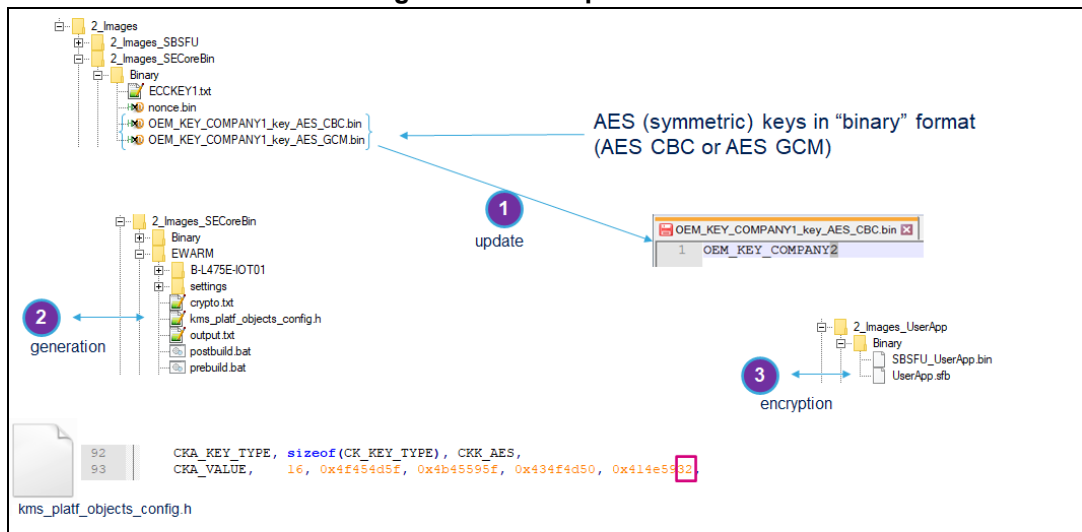 2_Images
2_Images_SBSFU
2_Images_SECoreBin
Binary
ECCKEY1.txt
nonce.bin
OEM_KEY_COMPANY1_key_AES_CBC.bin
OEM_KEY_COMPANY1_key_AES_GCM.bin
AES (symmetric) keys in “binary” format
(AES CBC or AES GCM)
1
update
OEM_KEY_COMPANY1_key_AES_CBC.bin
1 OEM_KEY_COMPANY2
2_Images_SECoreBin
Binary
EWARM
B-L475E-IOT01
settings
crypto.txt
kms_platf_objects_config.h
output.txt
postbuild.bat
prebuild.bat
2
generation
2_Images_UserApp
Binary
SBSFU_UserApp.bin
UserApp.sfb
3
encryption
92 CKA_KEY_TYPE, sizeof(CK_KEY_TYPE), CKK_AES,
93 CKA_VALUE, 16, 0x4f454d5f, 0x4b45595f, 0x434f4d50, 0x414e5932,
kms_platf_objects_config.h